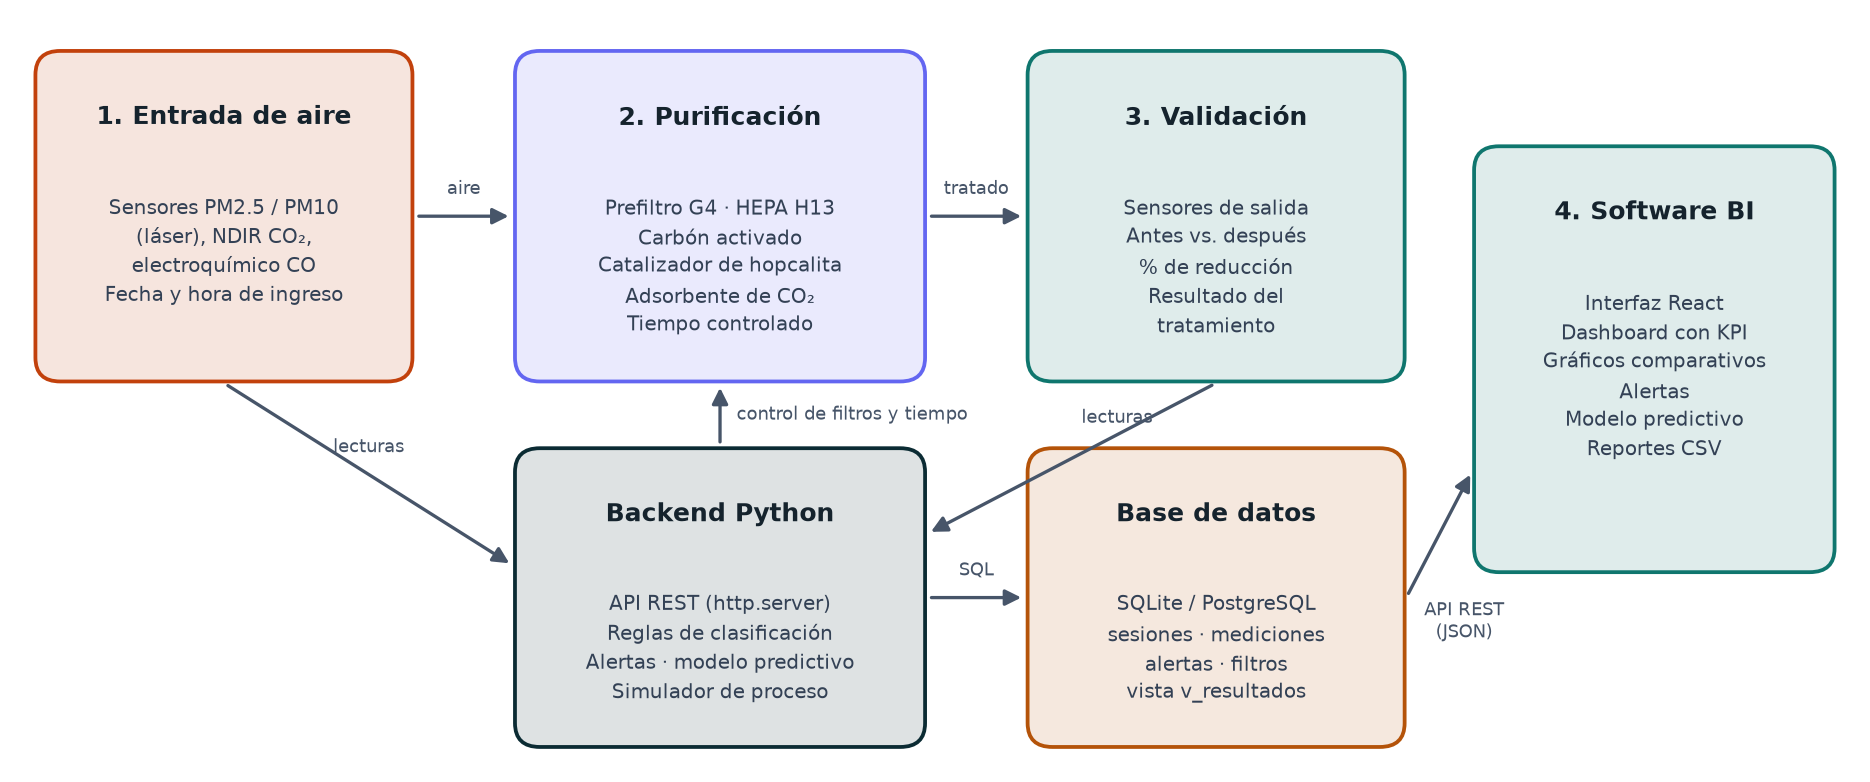 1. Entrada de aire
Sensores PM2.5 / PM10
(láser), NDIR CO₂,
electroquímico CO
Fecha y hora de ingreso
aire
2. Purificación
Prefiltro G4 · HEPA H13
Carbón activado
Catalizador de hopcalita
Adsorbente de CO₂
Tiempo controlado
tratado
3. Validación
Sensores de salida
Antes vs. después
% de reducción
Resultado del
tratamiento
4. Software BI
Interfaz React
Dashboard con KPI
Gráficos comparativos
Alertas
Modelo predictivo
Reportes CSV
lecturas
control de filtros y tiempo
lecturas
Backend Python
API REST (http.server)
Reglas de clasificación
Alertas · modelo predictivo
Simulador de proceso
SQL
Base de datos
SQLite / PostgreSQL
sesiones · mediciones
alertas · filtros
vista v_resultados
API REST
(JSON)